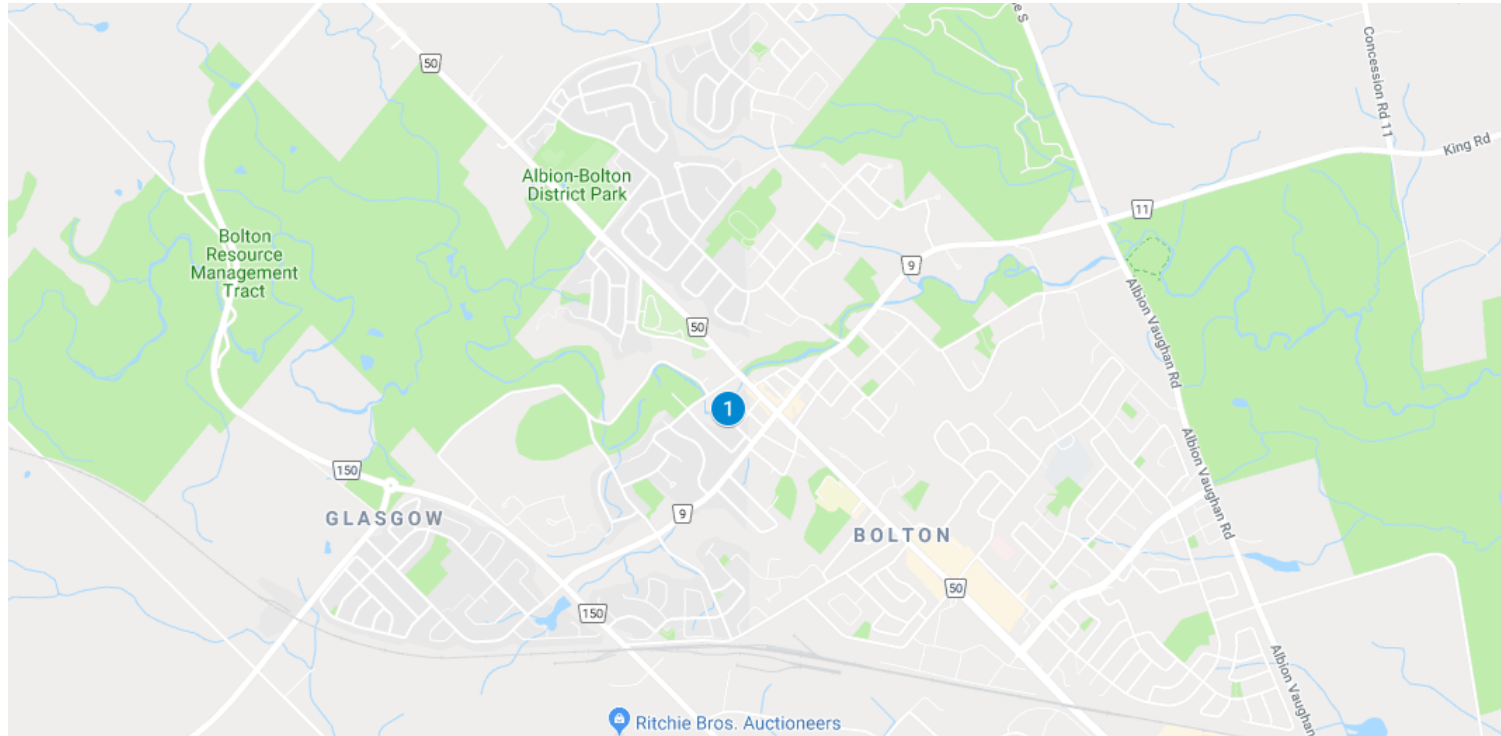 50
Concession Rd 11
King Rd
Albion-Bolton
District Park
11
Bolton
Resource
Management
Tract
9
Albion Vaughan Rd
50
1
Albion Vaughan Rd
150
GLASGOW
9
BOLTON
50
150
Albion Vaughan
Ritchie Bros. Auctioneers